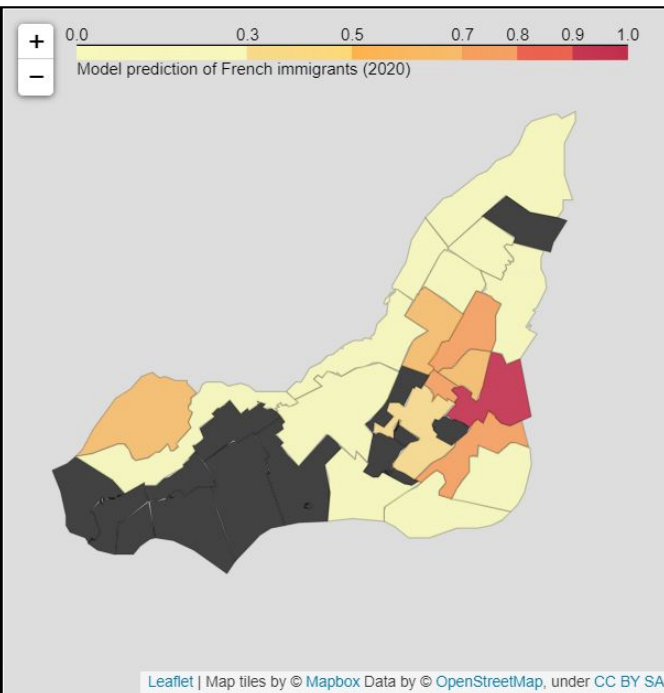 +
−
0.0 0.3 0.5 0.7 0.8 0.9 1.0
Model prediction of French immigrants (2020)
Leaflet | Map tiles by © Mapbox Data by © OpenStreetMap, under CC BY SA